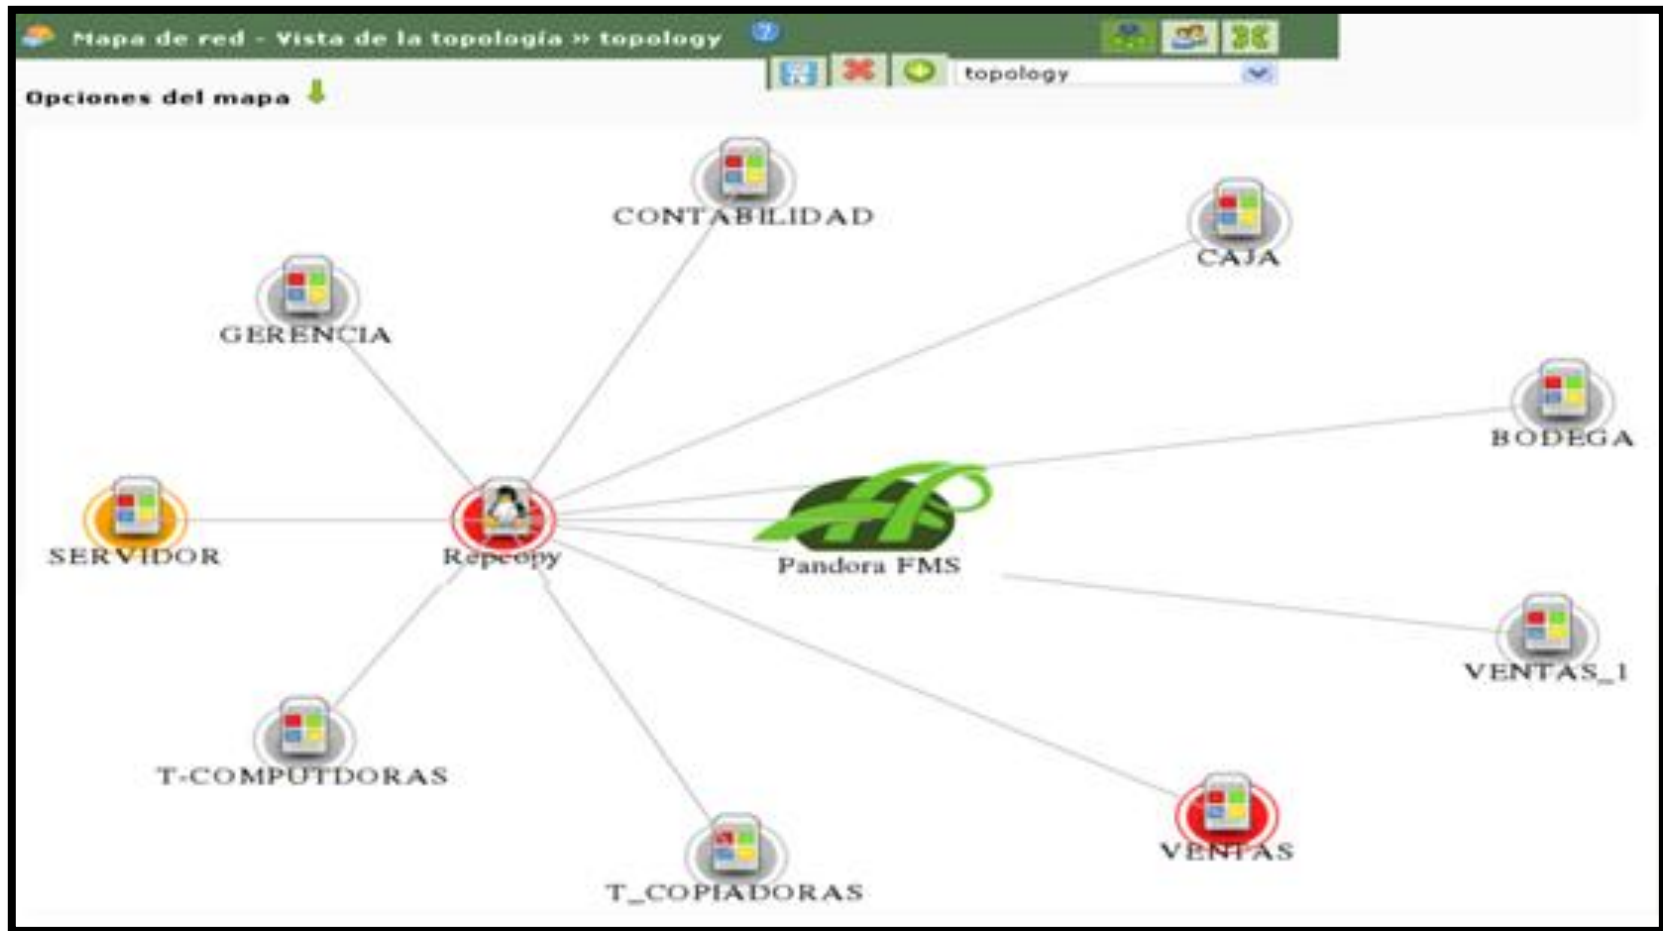 Mapa de red - Vista de la topología » topology
topology
Opciones del mapa
CONTABILIDAD
CAJA
GERENCIA
BODEGA
SERVIDOR
Repcopy
Pandora FMS
VENTAS_1
T-COMPUTDORAS
VENTAS
T_COPIADORAS